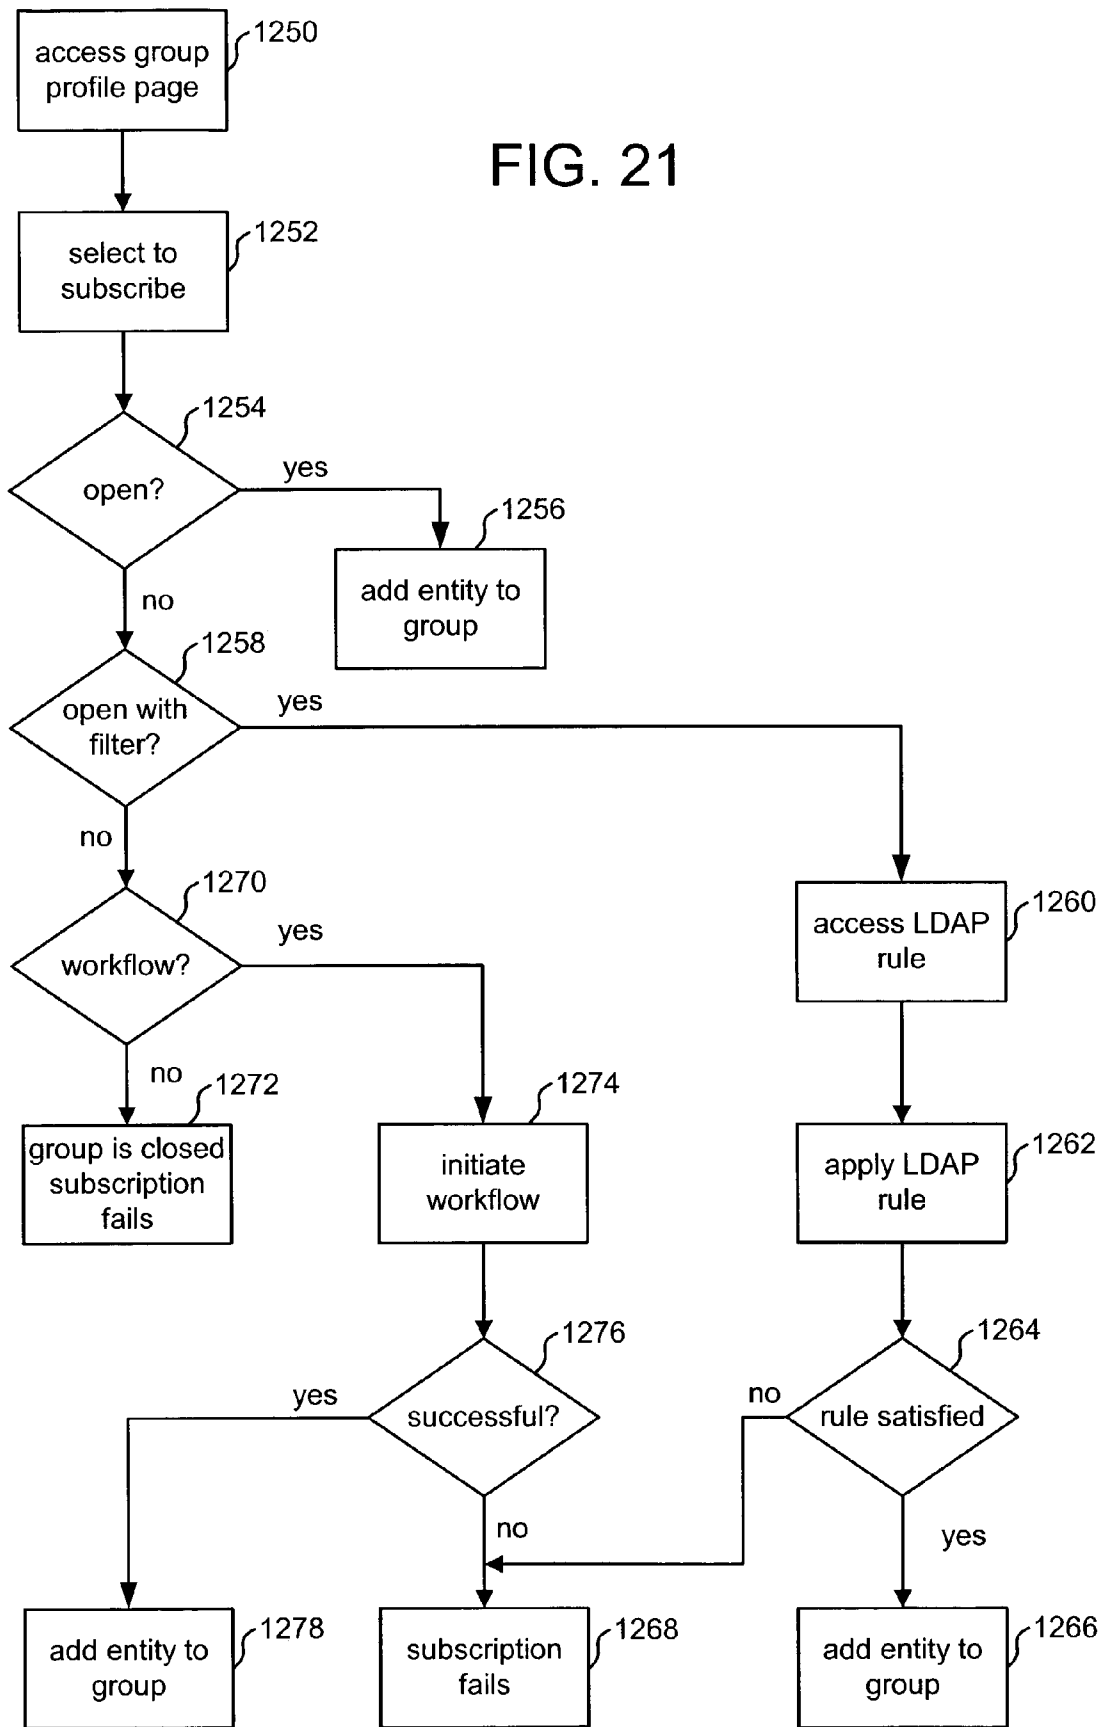 1250
access group
profile page
FIG. 21
1252
select to
subscribe
1254
open?
yes
1256
add entity to
group
no
1258
open with
filter?
yes
no
1270
workflow?
yes
1260
access LDAP
rule
no
1272
group is closed
subscription
fails
1274
initiate
workflow
1262
apply LDAP
rule
1276
successful?
yes
no
1264
rule satisfied
no
yes
1278
add entity to
group
1268
subscription
fails
1266
add entity to
group